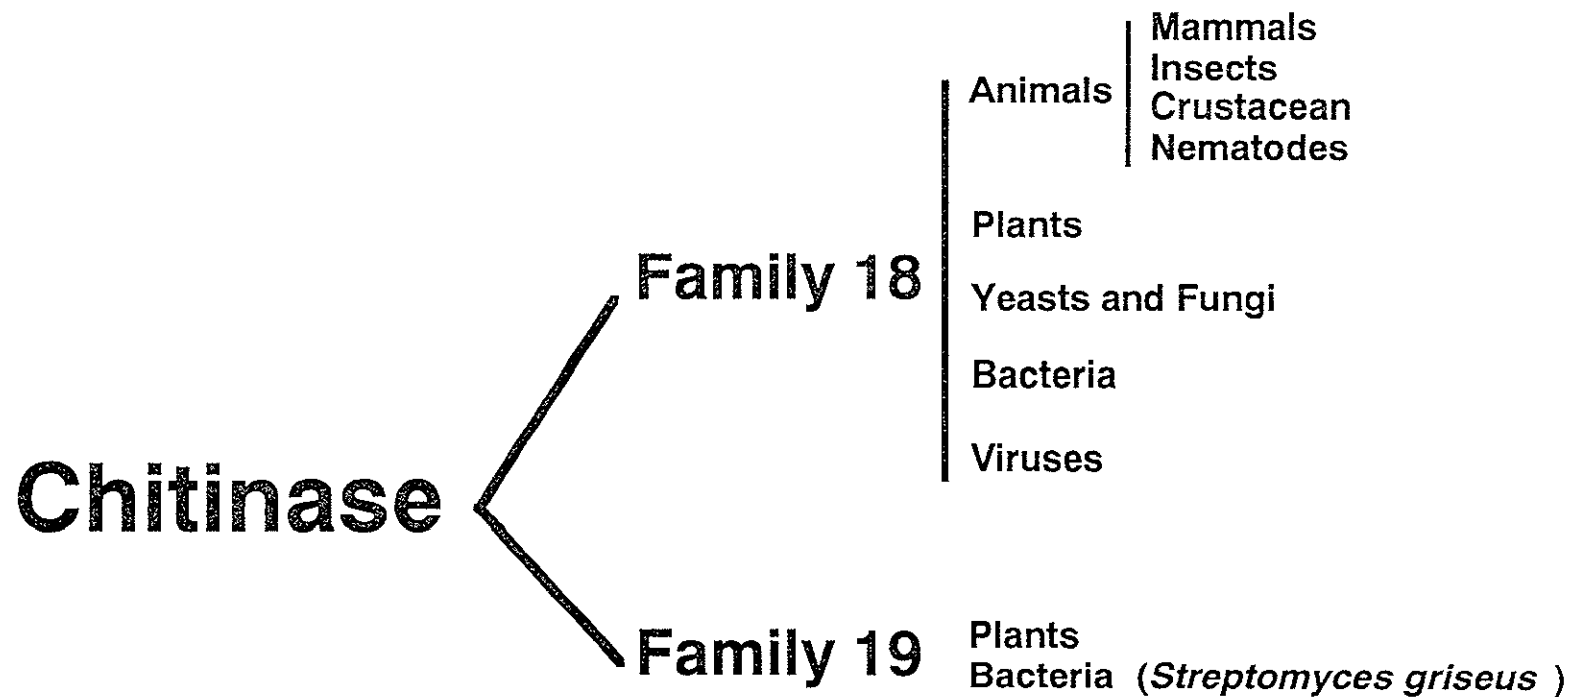 Mammals
Insects
Animals
Crustacean
Nematodes
Plants
Family 18
Yeasts and Fungi
Bacteria
Viruses
Chitinase
Family 19
Plants
Bacteria (Streptomyces griseus )